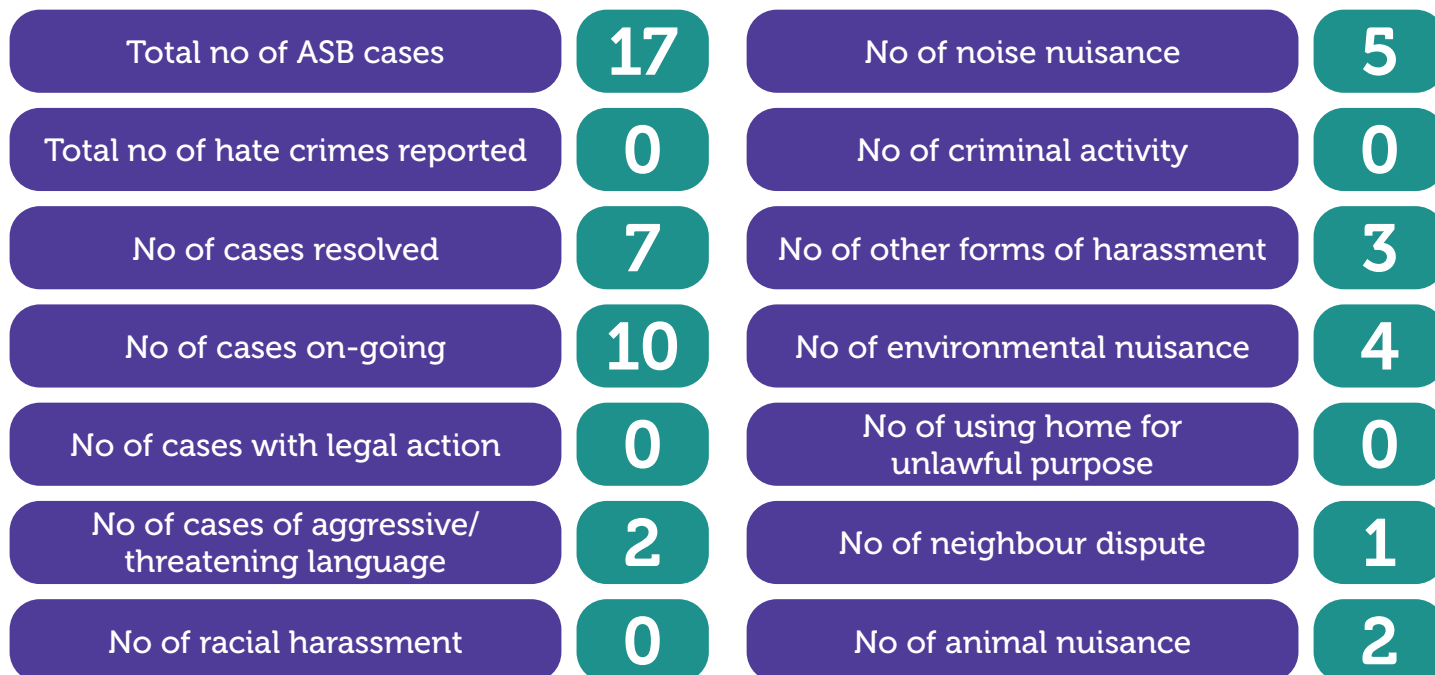 Total no of ASB cases
17
Total no of hate crimes reported
0
No of cases resolved
7
No of cases on-going
10
No of cases with legal action
0
No of cases of aggressive/
threatening language
2
No of racial harassment
0
No of noise nuisance
5
No of criminal activity
0
No of other forms of harassment
3
No of environmental nuisance
4
No of using home for
unlawful purpose
0
No of neighbour dispute
1
No of animal nuisance
2